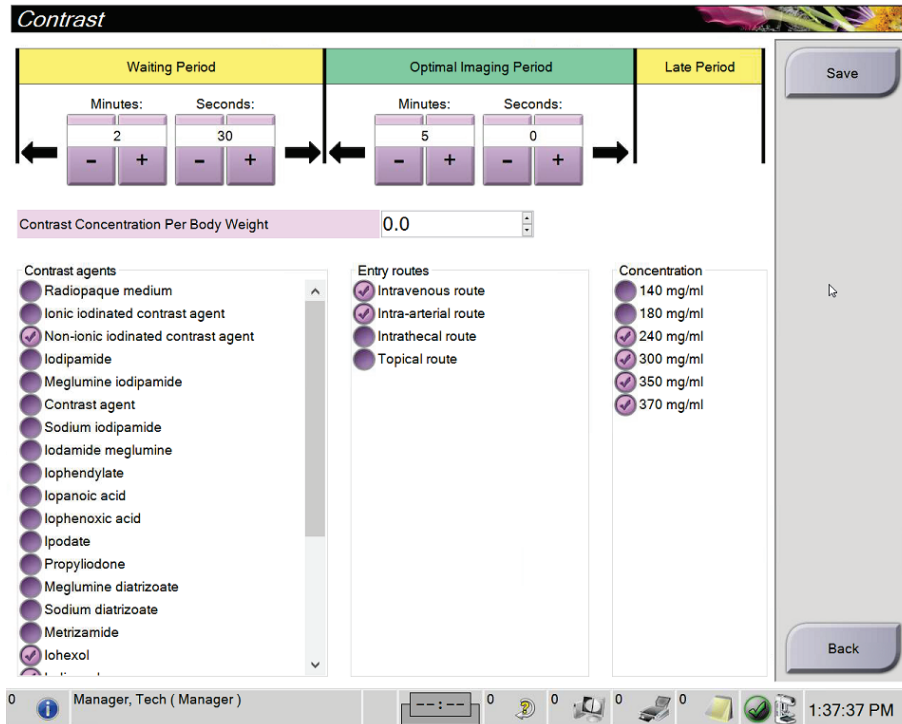 Contrast
Waiting Period
Optimal Imaging Period
Late Period
Save
Minutes: Seconds:
2 30
- + - +
Minutes: Seconds:
5 0
- + - +
Contrast Concentration Per Body Weight 0.0
Contrast agents
Radiopaque medium
Ionic iodinated contrast agent
Non-ionic iodinated contrast agent
Iodipamide
Meglumine iodipamide
Contrast agent
Sodium iodipamide
Iodamide meglumine
Iophendylate
Iopanoic acid
Iophenoxic acid
Ipodate
Propyliodone
Meglumine diatrizoate
Sodium diatrizoate
Metrizamide
Iohexol
Entry routes
Intravenous route
Intra-arterial route
Intrathecal route
Topical route
Concentration
140 mg/ml
180 mg/ml
240 mg/ml
300 mg/ml
350 mg/ml
370 mg/ml
Back
0 Manager, Tech ( Manager ) --:-- 0 0 0 0 1:37:37 PM